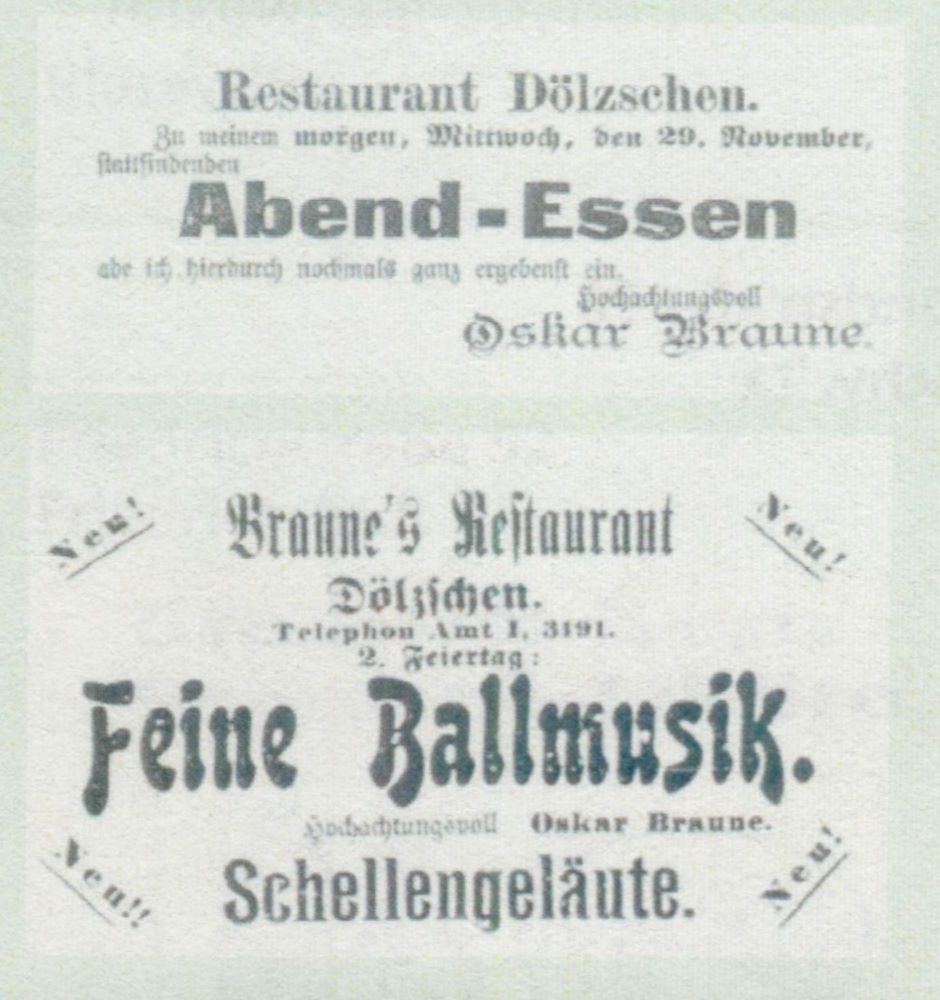 Restaurant Dölzschen.
Zu meinem morgen, Mittwoch, den 29. November,
stattfindenden
Abend-Essen
ade ich hierdurch nochmals ganz ergebenst ein.
Hochachtungsvoll
Oskar Braune.
Neu! Braune's Restaurant Neu!
Dölzschen.
Telephon Amt I, 3191.
2. Feiertag:
Feine Ballmusik.
Hochachtungsvoll Oskar Braune.
Neu!! Schellengeläute. Neu!